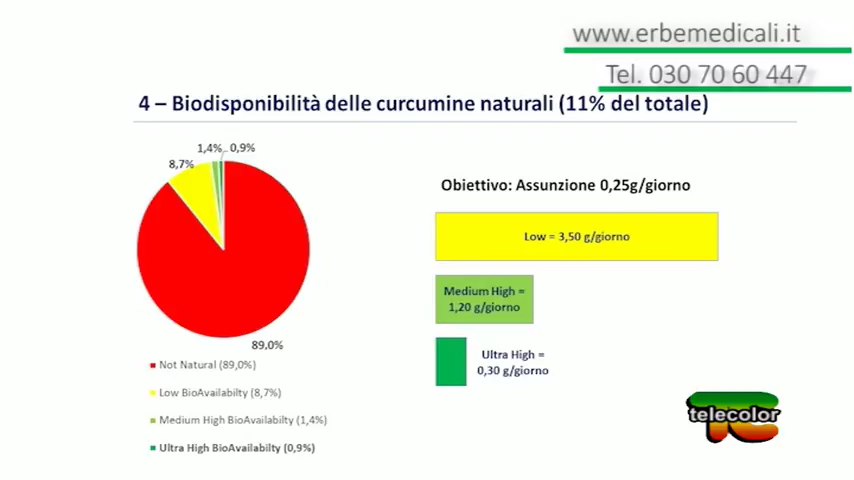 www.erbemedicali.it
Tel. 030 70 60 447
4 – Biodisponibilità delle curcumine naturali (11% del totale)
1,4%
0,9%
8,7%
89,0%
Not Natural (89,0%)
Low BioAvailabilty (8,7%)
Medium High BioAvailabilty (1,4%)
Ultra High BioAvailabilty (0,9%)
Obiettivo: Assunzione 0,25g/giorno
Low = 3,50 g/giorno
Medium High =
1,20 g/giorno
Ultra High =
0,30 g/giorno
telecolor